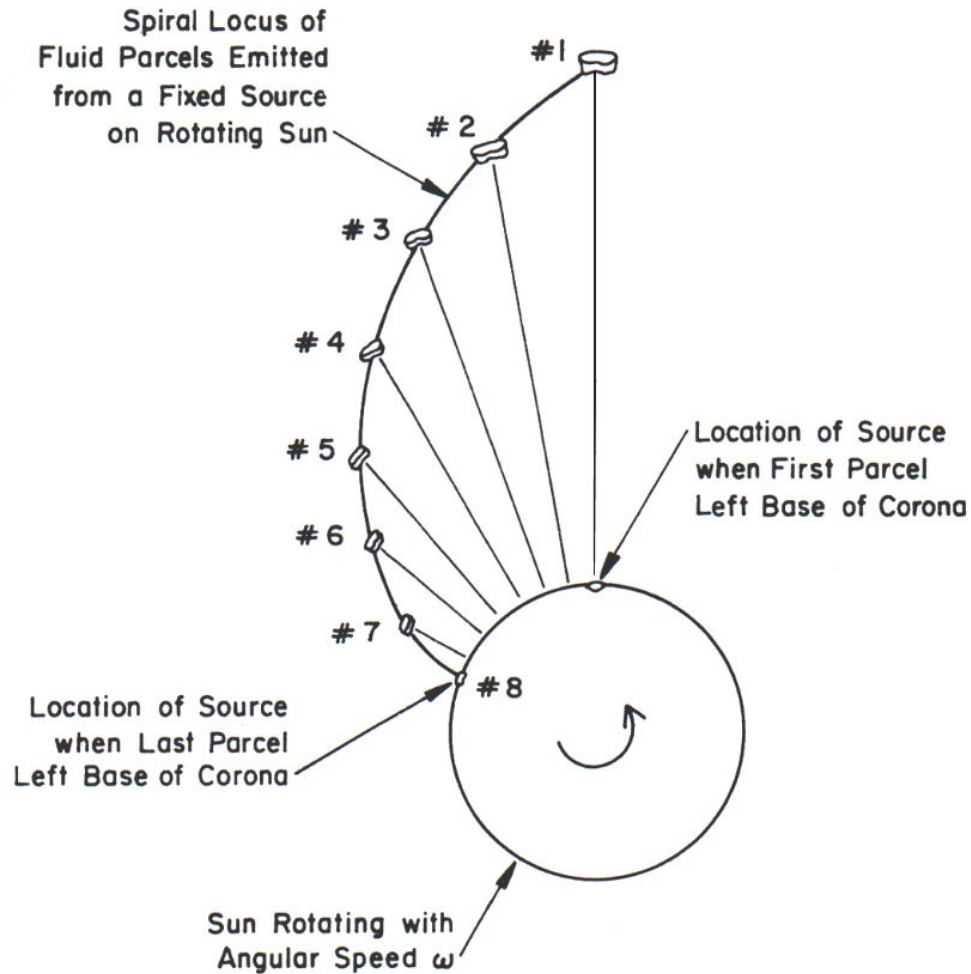 Spiral Locus of
Fluid Parcels Emitted
from a Fixed Source
on Rotating Sun
#1
#2
#3
#4
#5
#6
#7
#8
Location of Source
when First Parcel
Left Base of Corona
Location of Source
when Last Parcel
Left Base of Corona
Sun Rotating with
Angular Speed ω